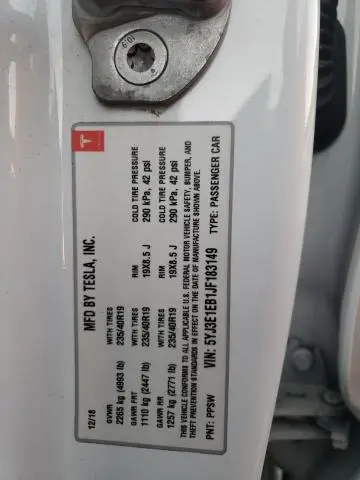 10.9
T
MFD BY TESLA, INC.
12/18
GVWR WITH TIRES RIM COLD TIRE PRESSURE
2265 kg (4993 lb) 235/40R19 19X8.5 J 290 kPa, 42 psi
GAWR FRT WITH TIRES RIM COLD TIRE PRESSURE
1110 kg (2447 lb) 235/40R19 19X8.5 J 290 kPa, 42 psi
GAWR RR WITH TIRES
1257 kg (2771 lb) 235/40R19
THIS VEHICLE CONFORMS TO ALL APPLICABLE U.S. FEDERAL MOTOR VEHICLE SAFETY, BUMPER, AND
THEFT PREVENTION STANDARDS IN EFFECT ON THE DATE OF MANUFACTURE SHOWN ABOVE.
VIN: 5YJ3E1EB1JF183149
PNT: PPSW TYPE: PASSENGER CAR